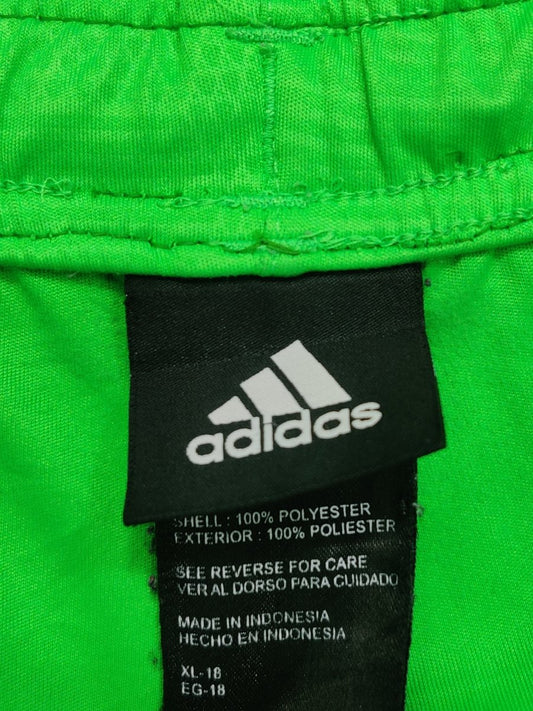 adidas
SHELL : 100% POLYESTER
EXTERIOR : 100% POLIESTER
SEE REVERSE FOR CARE
VER AL DORSO PARA CUIDADO
MADE IN INDONESIA
HECHO EN INDONESIA
XL-18
EG-18